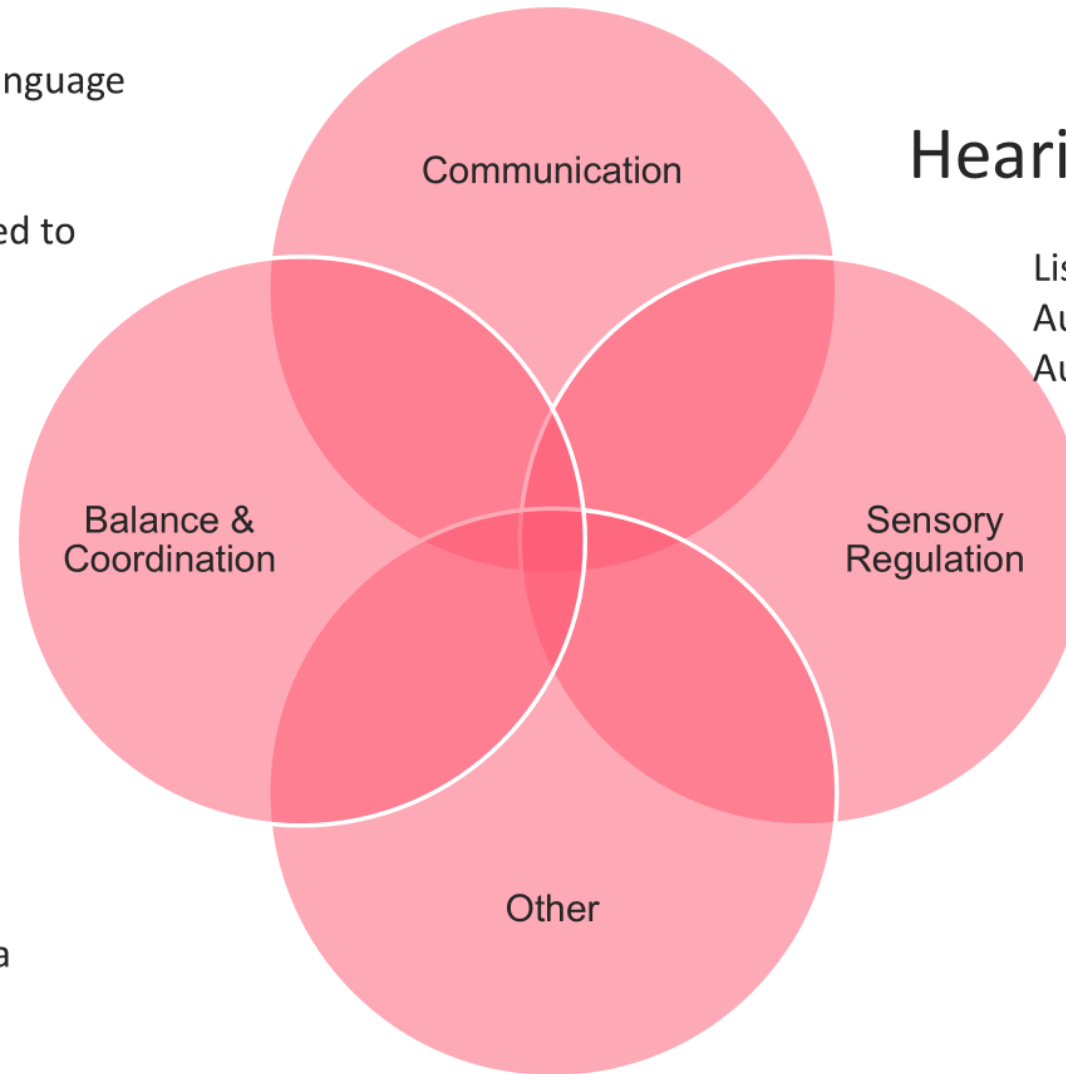 nguage
Communication
Heari
ed to
Lis
Au
Au
Balance &
Coordination
Sensory
Regulation
Other
a